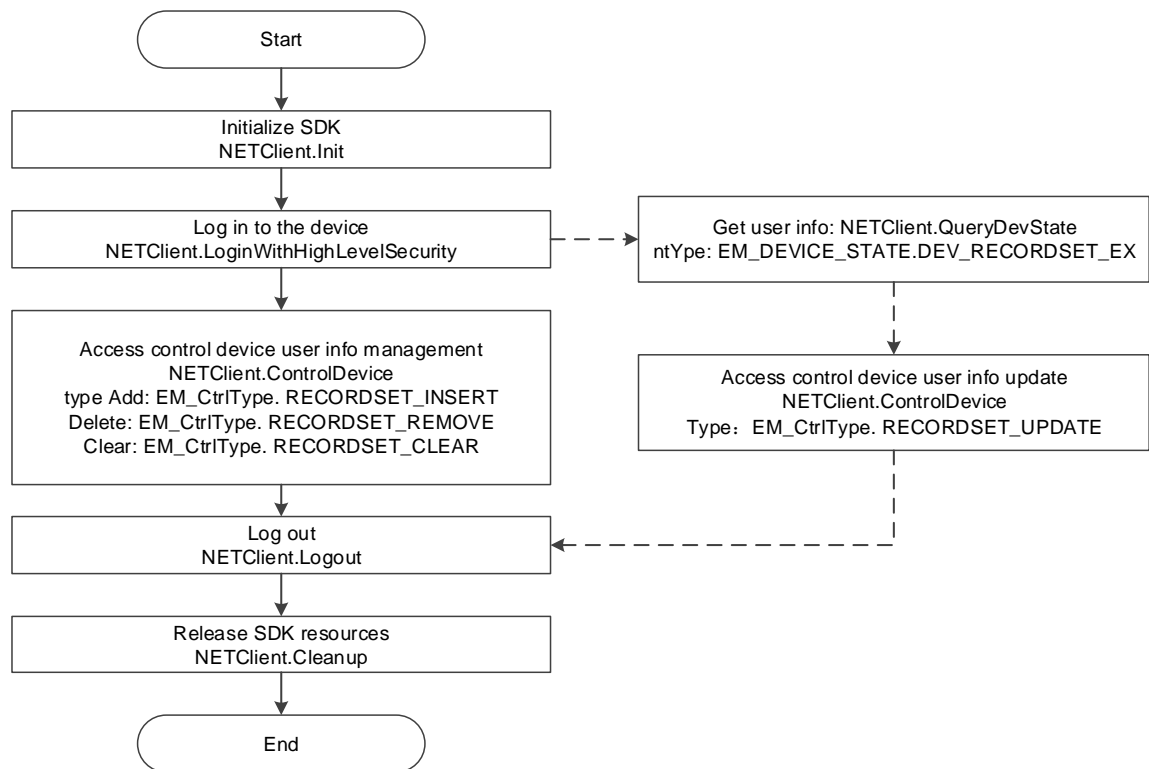 Start
Initialize SDK
NETClient.Init
Log in to the device
NETClient.LoginWithHighLevelSecurity
Get user info: NETClient.QueryDevState
ntYpe: EM_DEVICE_STATE.DEV_RECORDSET_EX
Access control device user info management
NETClient.ControlDevice
type Add: EM_CtrlType. RECORDSET_INSERT
Delete: EM_CtrlType. RECORDSET_REMOVE
Clear: EM_CtrlType. RECORDSET_CLEAR
Access control device user info update
NETClient.ControlDevice
Type：EM_CtrlType. RECORDSET_UPDATE
Log out
NETClient.Logout
Release SDK resources
NETClient.Cleanup
End